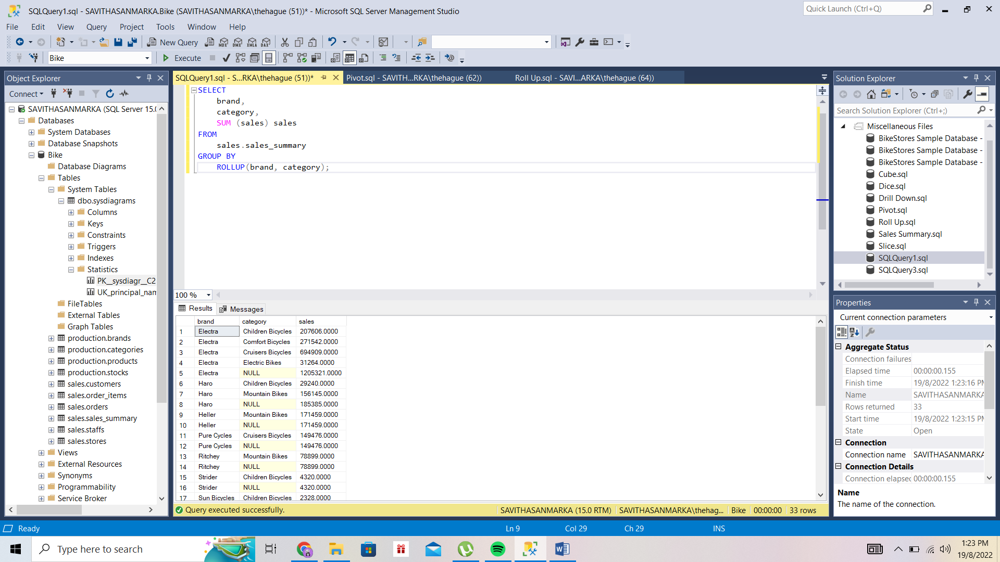 SQLQuery1.sql - SAVITHASANMARKA.Bike (SAVITHASANMARKA\thehague (51))* - Microsoft SQL Server Management Studio
Quick Launch (Ctrl+Q)
File Edit View Query Project Tools Window Help
New Query
MDX DMX XMLA DAX
Bike
Execute
Object Explorer
Connect
SAVITHASANMARKA (SQL Server 15.0
Databases
System Databases
Database Snapshots
Bike
Database Diagrams
Tables
System Tables
dbo.sysdiagrams
Columns
Keys
Constraints
Triggers
Indexes
Statistics
PK__sysdiagr__C2
UK_principal_nam
FileTables
External Tables
Graph Tables
production.brands
production.categories
production.products
production.stocks
sales.customers
sales.order_items
sales.orders
sales.sales_summary
sales.staffs
sales.stores
Views
External Resources
Synonyms
Programmability
Service Broker
SQLQuery1.sql - S...RKA\thehague (51))*
Pivot.sql - SAVITH...RKA\thehague (62))
Roll Up.sql - SAVI...ARKA\thehague (64))
SELECT
brand,
category,
SUM (sales) sales
FROM
sales.sales_summary
GROUP BY
ROLLUP(brand, category);
100 %
Results
Messages
brand category sales
1 Electra Children Bicycles 207606.0000
2 Electra Comfort Bicycles 271542.0000
3 Electra Cruisers Bicycles 694909.0000
4 Electra Electric Bikes 31264.0000
5 Electra NULL 1205321.0000
6 Haro Children Bicycles 29240.0000
7 Haro Mountain Bikes 156145.0000
8 Haro NULL 185385.0000
9 Heller Mountain Bikes 171459.0000
10 Heller NULL 171459.0000
11 Pure Cycles Cruisers Bicycles 149476.0000
12 Pure Cycles NULL 149476.0000
13 Ritchey Mountain Bikes 78899.0000
14 Ritchey NULL 78899.0000
15 Strider Children Bicycles 4320.0000
16 Strider NULL 4320.0000
17 Sun Bicycles Children Bicycles 2328.0000
Query executed successfully.
SAVITHASANMARKA (15.0 RTM)
SAVITHASANMARKA\thehag...
Bike
00:00:00
33 rows
Solution Explorer
Search Solution Explorer (Ctrl+;)
Miscellaneous Files
BikeStores Sample Database -
BikeStores Sample Database -
BikeStores Sample Database -
Cube.sql
Dice.sql
Drill Down.sql
Pivot.sql
Roll Up.sql
Sales Summary.sql
Slice.sql
SQLQuery1.sql
SQLQuery3.sql
Properties
Current connection parameters
Aggregate Status
Connection failures
Elapsed time 00:00:00.155
Finish time 19/8/2022 1:23:16 PM
Name SAVITHASANMARKA
Rows returned 33
Start time 19/8/2022 1:23:15 PM
State Open
Connection
Connection name SAVITHASANMARKA
Connection Details
Connection elapsec 00:00:00.155
Name
The name of the connection.
Ready
Ln 9
Col 29
Ch 29
INS
Type here to search
1:23 PM
19/8/2022